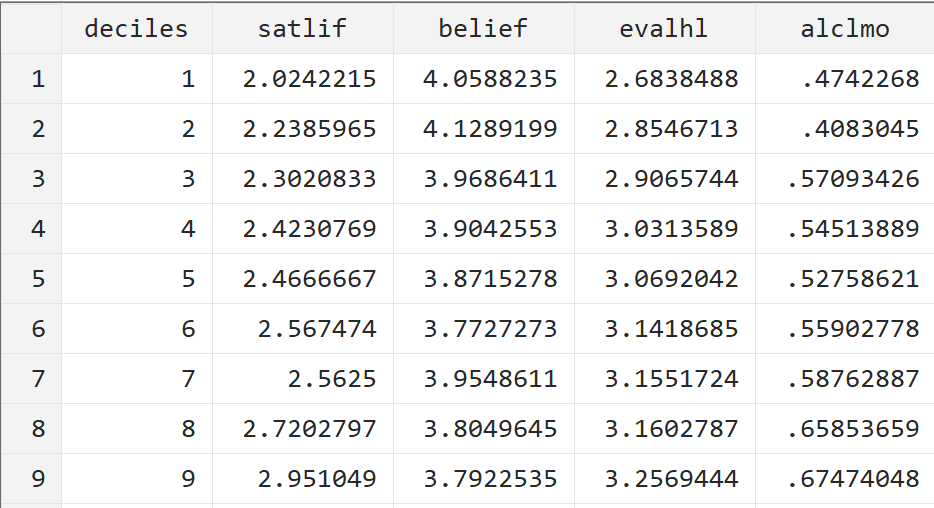 deciles satlif belief evalhl alclmo
1 1 2.0242215 4.0588235 2.6838488 .4742268
2 2 2.2385965 4.1289199 2.8546713 .4083045
3 3 2.3020833 3.9686411 2.9065744 .57093426
4 4 2.4230769 3.9042553 3.0313589 .54513889
5 5 2.4666667 3.8715278 3.0692042 .52758621
6 6 2.567474 3.7727273 3.1418685 .55902778
7 7 2.5625 3.9548611 3.1551724 .58762887
8 8 2.7202797 3.8049645 3.1602787 .65853659
9 9 2.951049 3.7922535 3.2569444 .67474048